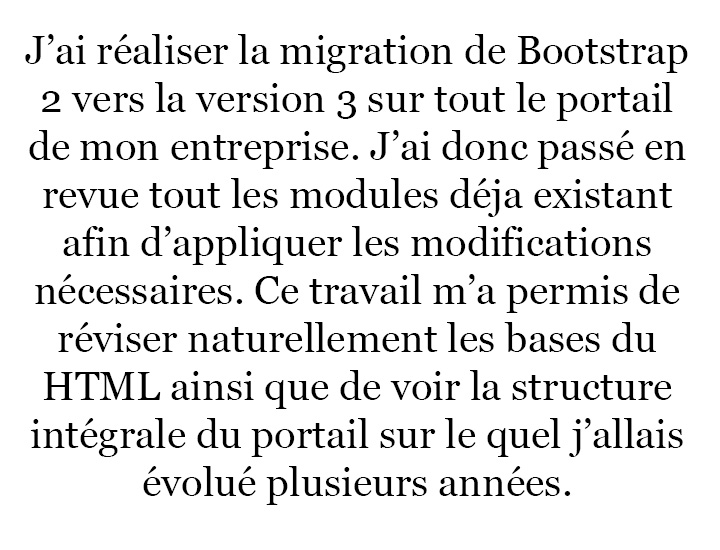 J’ai réaliser la migration de Bootstrap
2 vers la version 3 sur tout le portail
de mon entreprise. J’ai donc passé en
revue tout les modules déja existant
afin d’appliquer les modifications
nécessaires. Ce travail m’a permis de
réviser naturellement les bases du
HTML ainsi que de voir la structure
intégrale du portail sur le quel j’allais
évolué plusieurs années.